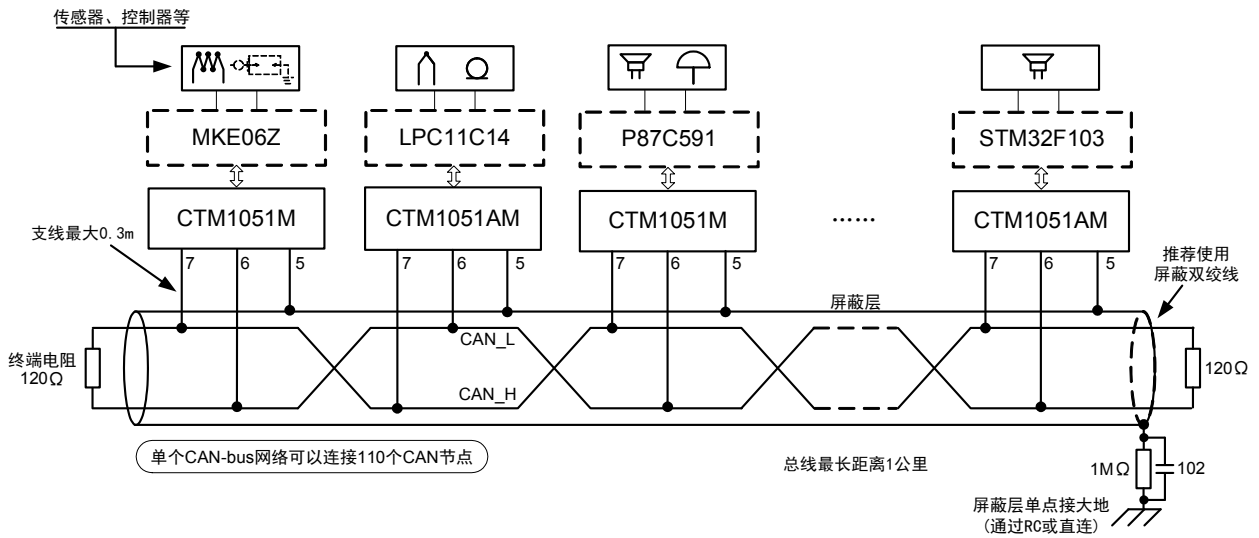 传感器、控制器等
MKE06Z
LPC11C14
P87C591
STM32F103
CTM1051M
CTM1051AM
CTM1051M
……
CTM1051AM
支线最大0.3m
7
6
5
7
6
5
7
6
5
7
6
5
推荐使用
屏蔽双绞线
屏蔽层
CAN_L
CAN_H
终端电阻
120Ω
120Ω
单个CAN-bus网络可以连接110个CAN节点
总线最长距离1公里
1MΩ
102
屏蔽层单点接大地
(通过RC或直连)